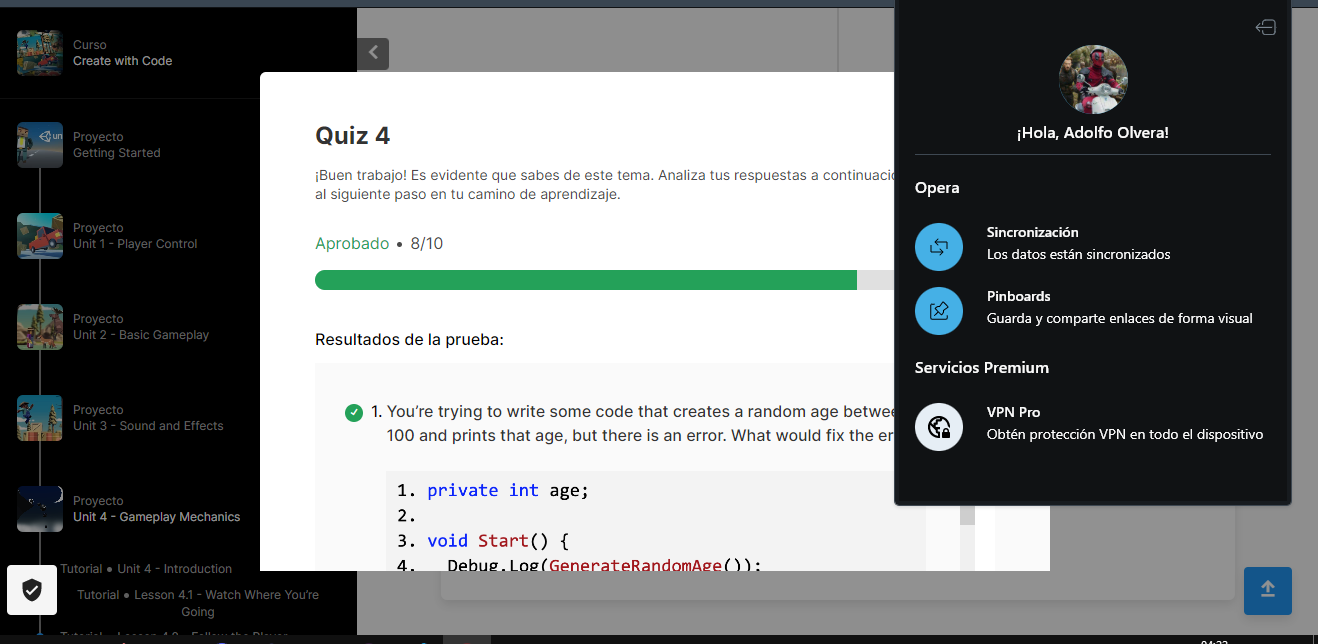 Curso
Create with Code
Proyecto
Getting Started
Proyecto
Unit 1 - Player Control
Proyecto
Unit 2 - Basic Gameplay
Proyecto
Unit 3 - Sound and Effects
Proyecto
Unit 4 - Gameplay Mechanics
Tutorial • Unit 4 - Introduction
Tutorial • Lesson 4.1 - Watch Where You're
Going
Tutorial • Lesson 4.2 - Follow the Player
Quiz 4
¡Buen trabajo! Es evidente que sabes de este tema. Analiza tus respuestas a
al siguiente paso en tu camino de aprendizaje.
Aprobado • 8/10
Resultados de la prueba:
1. You're trying to write some code that creates a random age
100 and prints that age, but there is an error. What would fix the
1. private int age;
2.
3. void Start() {
4. Debug.Log(GenerateRandomAge());
¡Hola, Adolfo Olvera!
Opera
Sincronización
Los datos están sincronizados
Pinboards
Guarda y comparte enlaces de forma visual
Servicios Premium
VPN Pro
Obtén protección VPN en todo el dispositivo